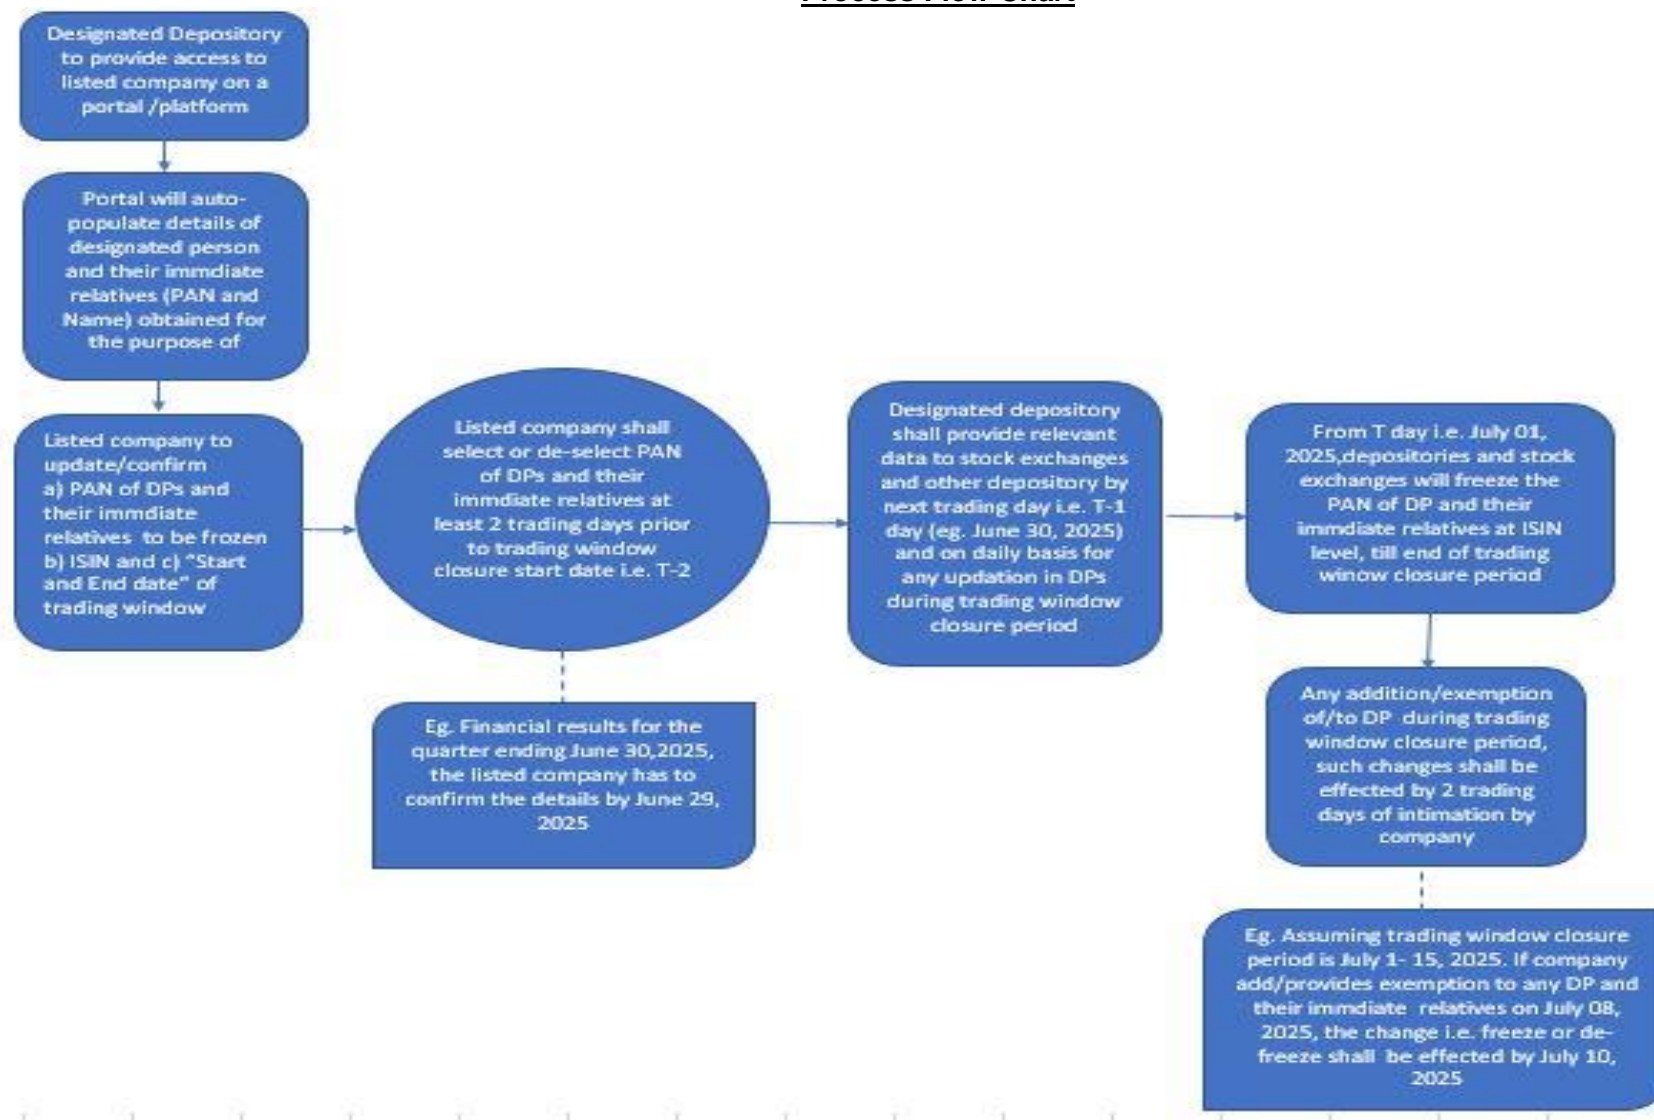 Process Flow Chart
Designated Depository
to provide access to
listed company on a
portal /platform
Portal will auto-
populate details of
designated person
and their immdiate
relatives (PAN and
Name) obtained for
the purpose of
Listed company to
update/confirm
a) PAN of DPs and
their immdiate
relatives to be frozen
b) ISIN and c) "Start
and End date" of
trading window
Listed company shall
select or de-select PAN
of DPs and their
immdiate relatives at
least 2 trading days prior
to trading window
closure start date i.e. T-2
Eg. Financial results for the
quarter ending June 30,2025,
the listed company has to
confirm the details by June 29,
2025
Designated depository
shall provide relevant
data to stock exchanges
and other depository by
next trading day i.e. T-1
day (eg. June 30, 2025)
and on daily basis for
any updation in DPs
during trading window
closure period
From T day i.e. July 01,
2025,depositories and stock
exchanges will freeze the
PAN of DP and their
immdiate relatives at ISIN
level, till end of trading
winow closure period
Any addition/exemption
of/to DP during trading
window closure period,
such changes shall be
effected by 2 trading
days of intimation by
company
Eg. Assuming trading window closure
period is July 1- 15, 2025. If company
add/provides exemption to any DP and
their immdiate relatives on July 08,
2025, the change i.e. freeze or de-
freeze shall be effected by July 10,
2025